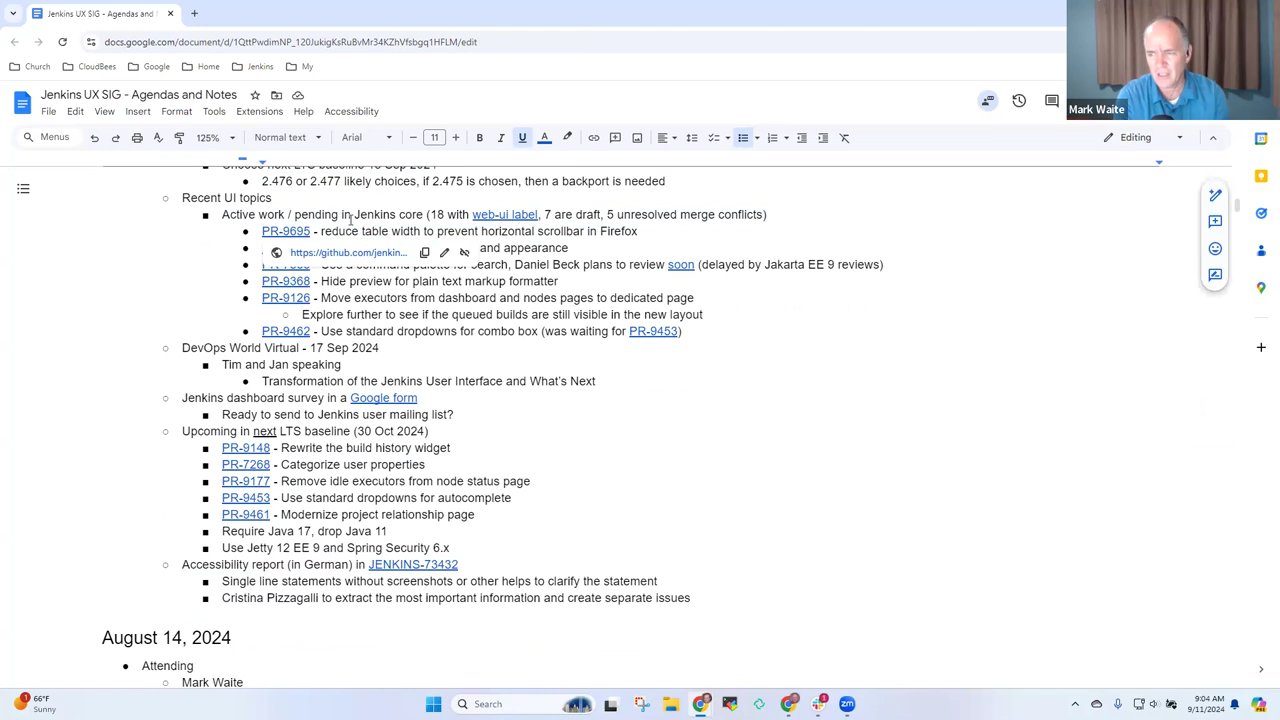 Jenkins UX SIG - Agendas and N
docs.google.com/document/d/1QttPwdimNP_120JukigKsRuBvMr34KZhVfsbgq1HFLM/edit
Church CloudBees Google Home Jenkins My
Jenkins UX SIG - Agendas and Notes
File Edit View Insert Format Tools Extensions Help Accessibility
Menus 125% Normal text Arial 11 Editing
Mark Waite
2.476 or 2.477 likely choices, if 2.475 is chosen, then a backport is needed
Recent UI topics
Active work / pending in Jenkins core (18 with web-ui label, 7 are draft, 5 unresolved merge conflicts)
PR-9695 - reduce table width to prevent horizontal scrollbar in Firefox
and appearance
https://github.com/jenkin...
search, Daniel Beck plans to review soon (delayed by Jakarta EE 9 reviews)
PR-9368 - Hide preview for plain text markup formatter
PR-9126 - Move executors from dashboard and nodes pages to dedicated page
Explore further to see if the queued builds are still visible in the new layout
PR-9462 - Use standard dropdowns for combo box (was waiting for PR-9453)
DevOps World Virtual - 17 Sep 2024
Tim and Jan speaking
Transformation of the Jenkins User Interface and What's Next
Jenkins dashboard survey in a Google form
Ready to send to Jenkins user mailing list?
Upcoming in next LTS baseline (30 Oct 2024)
PR-9148 - Rewrite the build history widget
PR-7268 - Categorize user properties
PR-9177 - Remove idle executors from node status page
PR-9453 - Use standard dropdowns for autocomplete
PR-9461 - Modernize project relationship page
Require Java 17, drop Java 11
Use Jetty 12 EE 9 and Spring Security 6.x
Accessibility report (in German) in JENKINS-73432
Single line statements without screenshots or other helps to clarify the statement
Cristina Pizzagalli to extract the most important information and create separate issues
August 14, 2024
Attending
Mark Waite
66°F
Sunny
Search
9:04 AM
9/11/2024